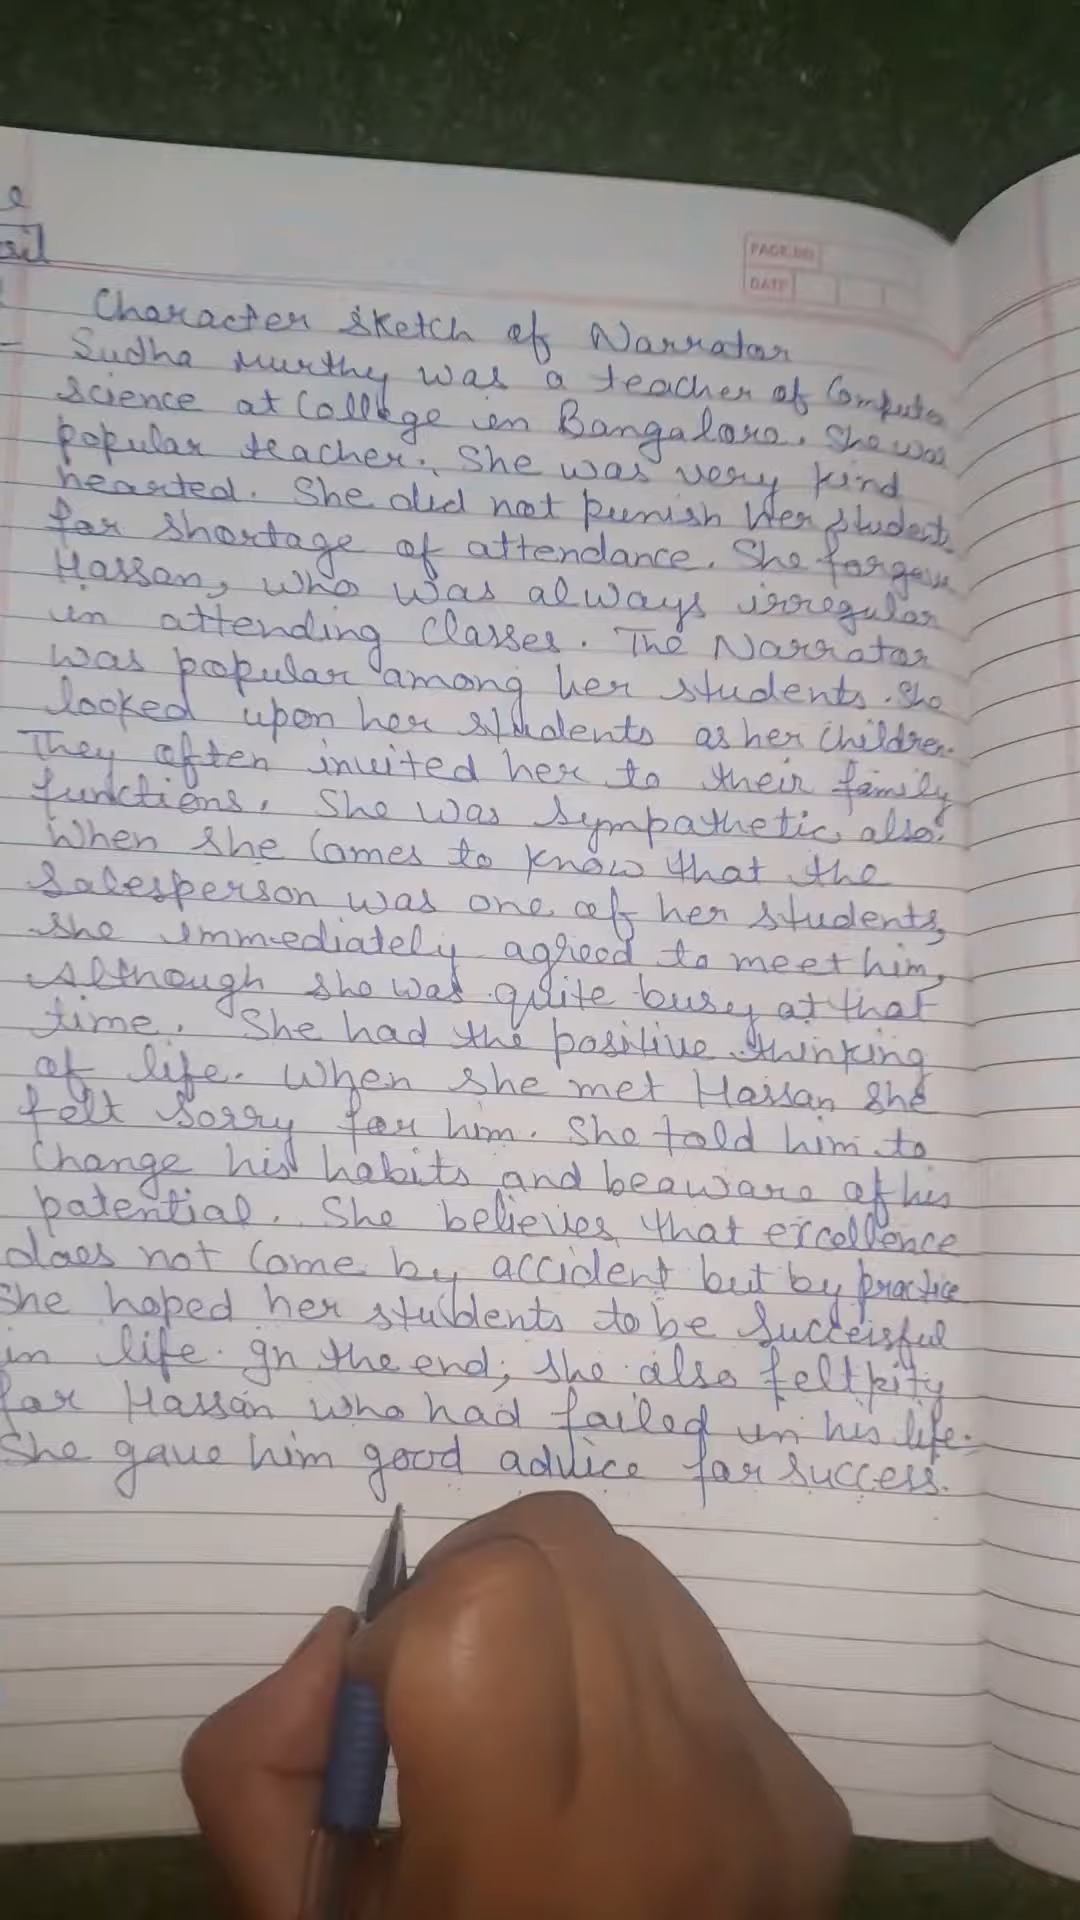 e
ril
PAGE NO
DATE
Character sketch of Narrator
- Sudha Murthy was a teacher of Computer
science at College in Bangalore. She was
popular teacher. She was very kind
hearted. She did not punish her student
for shortage of attendance. She forgave
Hassan, who was always irregular
in attending classes. The Narrator
was popular among her students. She
looked upon her students as her children.
They often invited her to their family
functions. She was sympathetic also.
When she comes to know that the
salesperson was one of her students,
she immediately agreed to meet him,
Although she was quite busy at that
time. She had the positive thinking
of life. When she met Hassan she
felt sorry for him. She told him to
change his habits and beaware of his
potential. She believes that excellence
does not come by accident but by practice
She hoped her students to be successful
in life. In the end, she also felt pity
for Hassan who had failed in his life.
She gave him good advice for success.